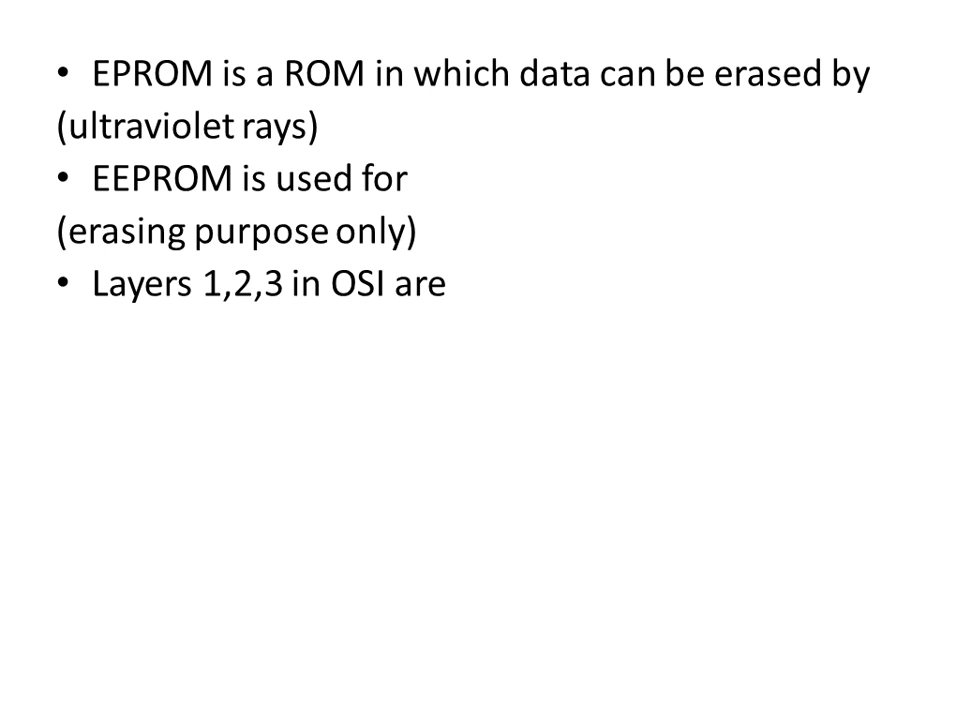 • EPROM is a ROM in which data can be erased by
(ultraviolet rays)
• EEPROM is used for
(erasing purpose only)
• Layers 1,2,3 in OSI are